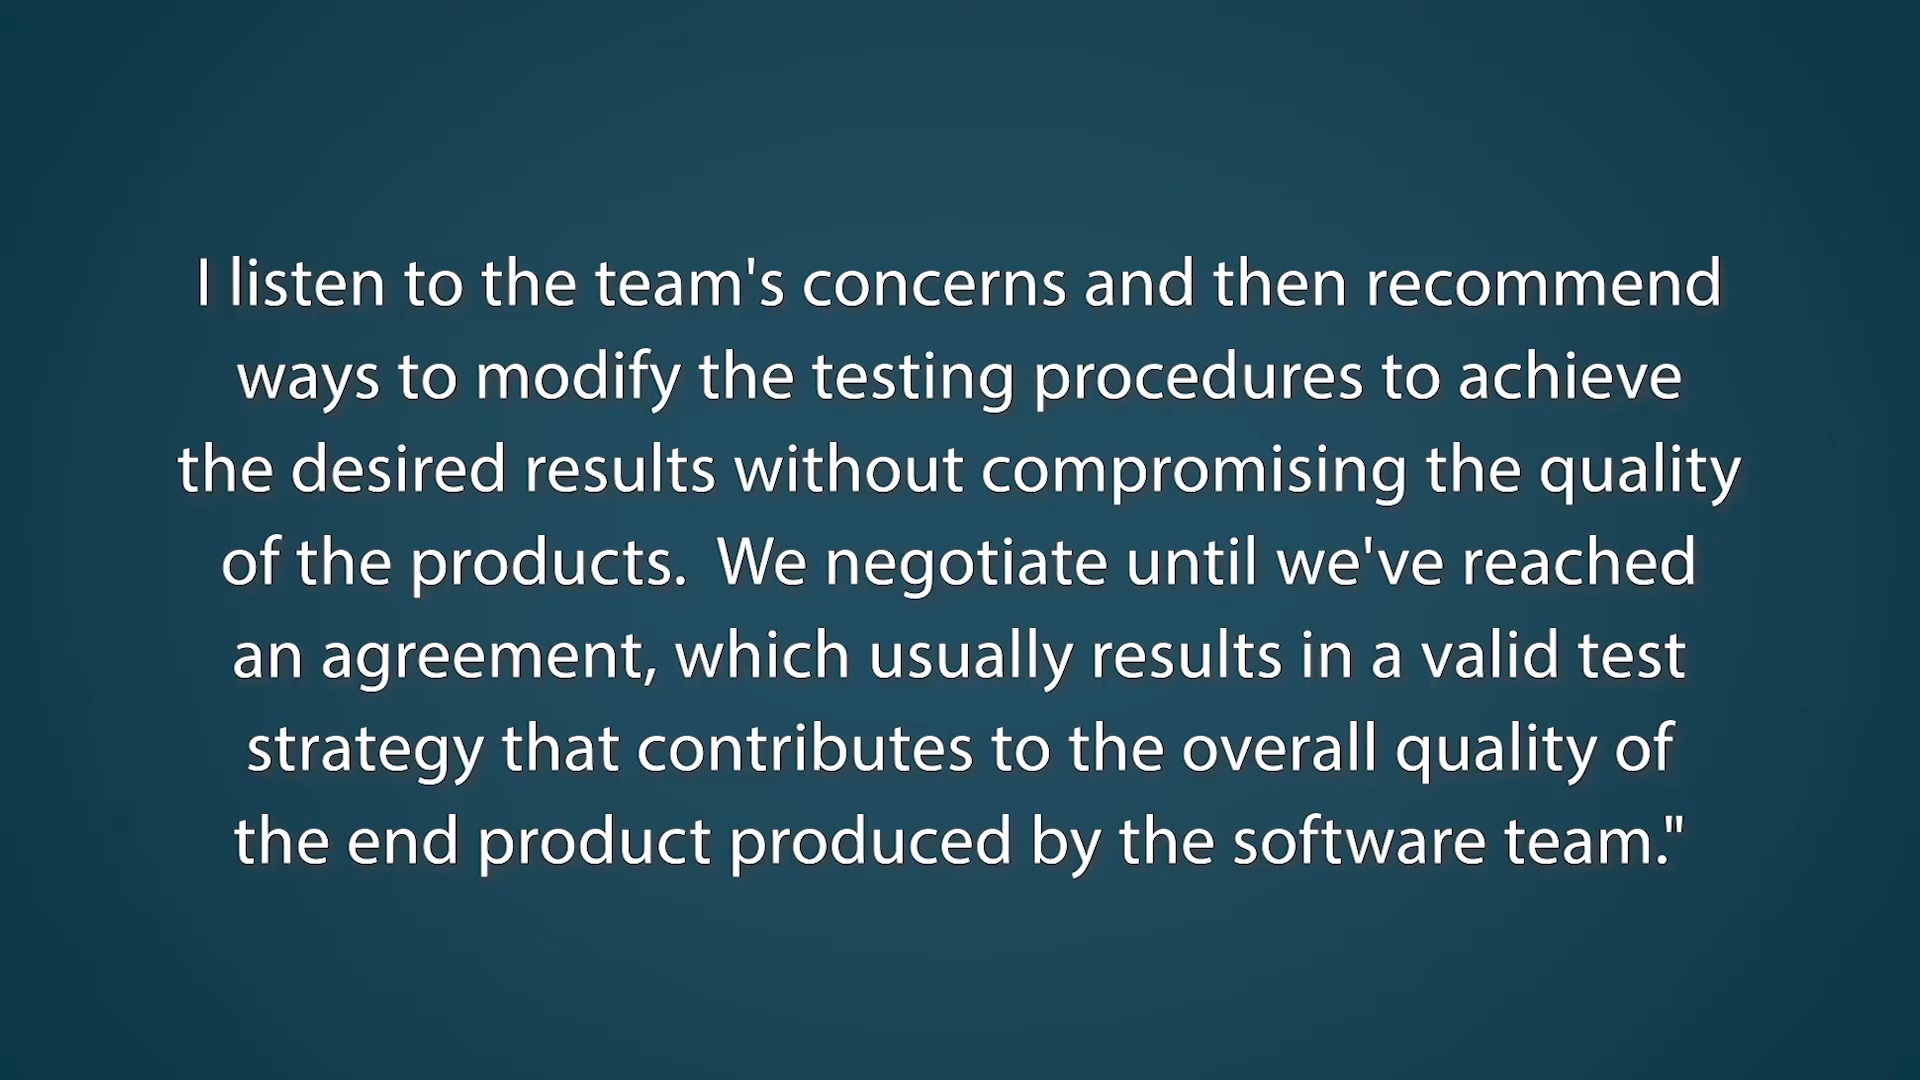 I listen to the team's concerns and then recommend
ways to modify the testing procedures to achieve
the desired results without compromising the quality
of the products.  We negotiate until we've reached
an agreement, which usually results in a valid test
strategy that contributes to the overall quality of
the end product produced by the software team."